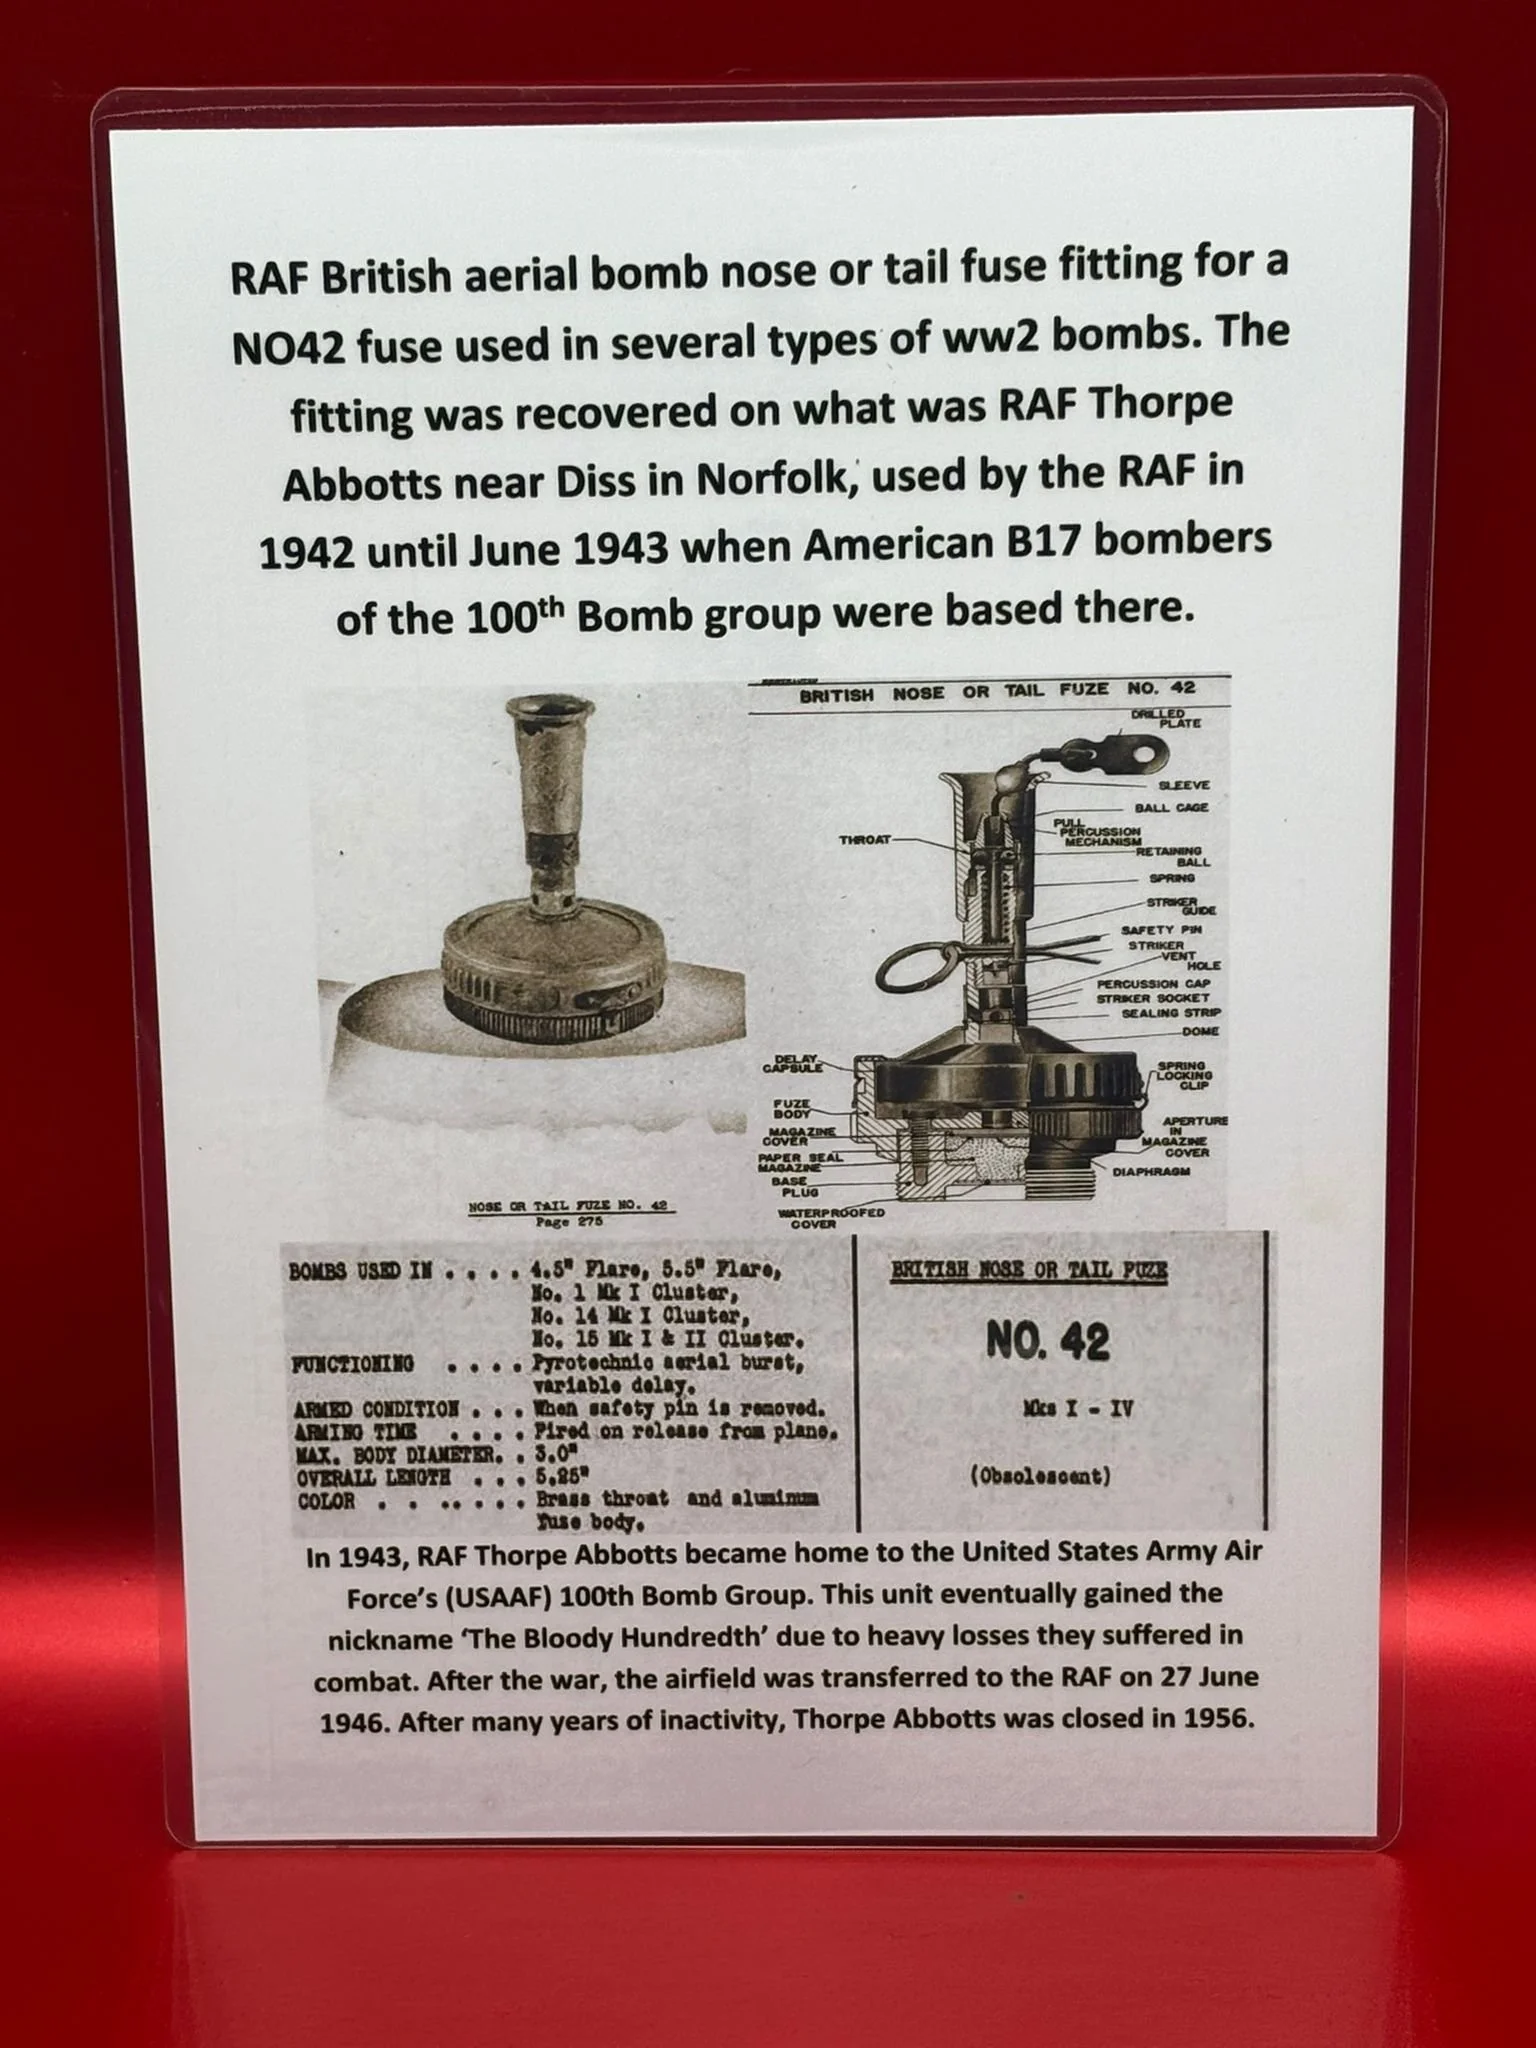 RAF British aerial bomb nose or tail fuse fitting for a
NO42 fuse used in several types of ww2 bombs. The
fitting was recovered on what was RAF Thorpe
Abbotts near Diss in Norfolk, used by the RAF in
1942 until June 1943 when American B17 bombers
of the 100th Bomb group were based there.
BRITISH NOSE OR TAIL FUZE NO. 42
DRILLED
PLATE
SLEEVE
BALL CAGE
PULL
PERCUSSION
MECHANISM
THROAT
RETAINING
BALL
SPRING
STRIKER
GUIDE
SAFETY PIN
STRIKER
VENT
HOLE
PERCUSSION CAP
STRIKER SOCKET
SEALING STRIP
DOME
DELAY
CAPSULE
SPRING
LOCKING
CLIP
FUZE
BODY
APERTURE
IN
MAGAZINE
COVER
MAGAZINE
COVER
PAPER SEAL
MAGAZINE
DIAPHRAGM
BASE
PLUG
WATERPROOFED
COVER
NOSE OR TAIL FUZE NO. 42
Page 275
BOMBS USED IN . . . . 4.5" Flare, 5.5" Flare,
No. 1 Mk I Cluster,
No. 14 Mk I Cluster,
No. 15 Mk I & II Cluster.
FUNCTIONING . . . . Pyrotechnic aerial burst,
variable delay.
ARMED CONDITION . . . When safety pin is removed.
ARMING TIME . . . . Fired on release from plane.
MAX. BODY DIAMETER. . 3.0"
OVERALL LENGTH . . . 5.25"
COLOR . . .. . . . . Brass throat and aluminum
fuse body.
BRITISH NOSE OR TAIL FUZE
NO. 42
Mks I - IV
(Obsolescent)
In 1943, RAF Thorpe Abbotts became home to the United States Army Air
Force’s (USAAF) 100th Bomb Group. This unit eventually gained the
nickname ‘The Bloody Hundredth’ due to heavy losses they suffered in
combat. After the war, the airfield was transferred to the RAF on 27 June
1946. After many years of inactivity, Thorpe Abbotts was closed in 1956.